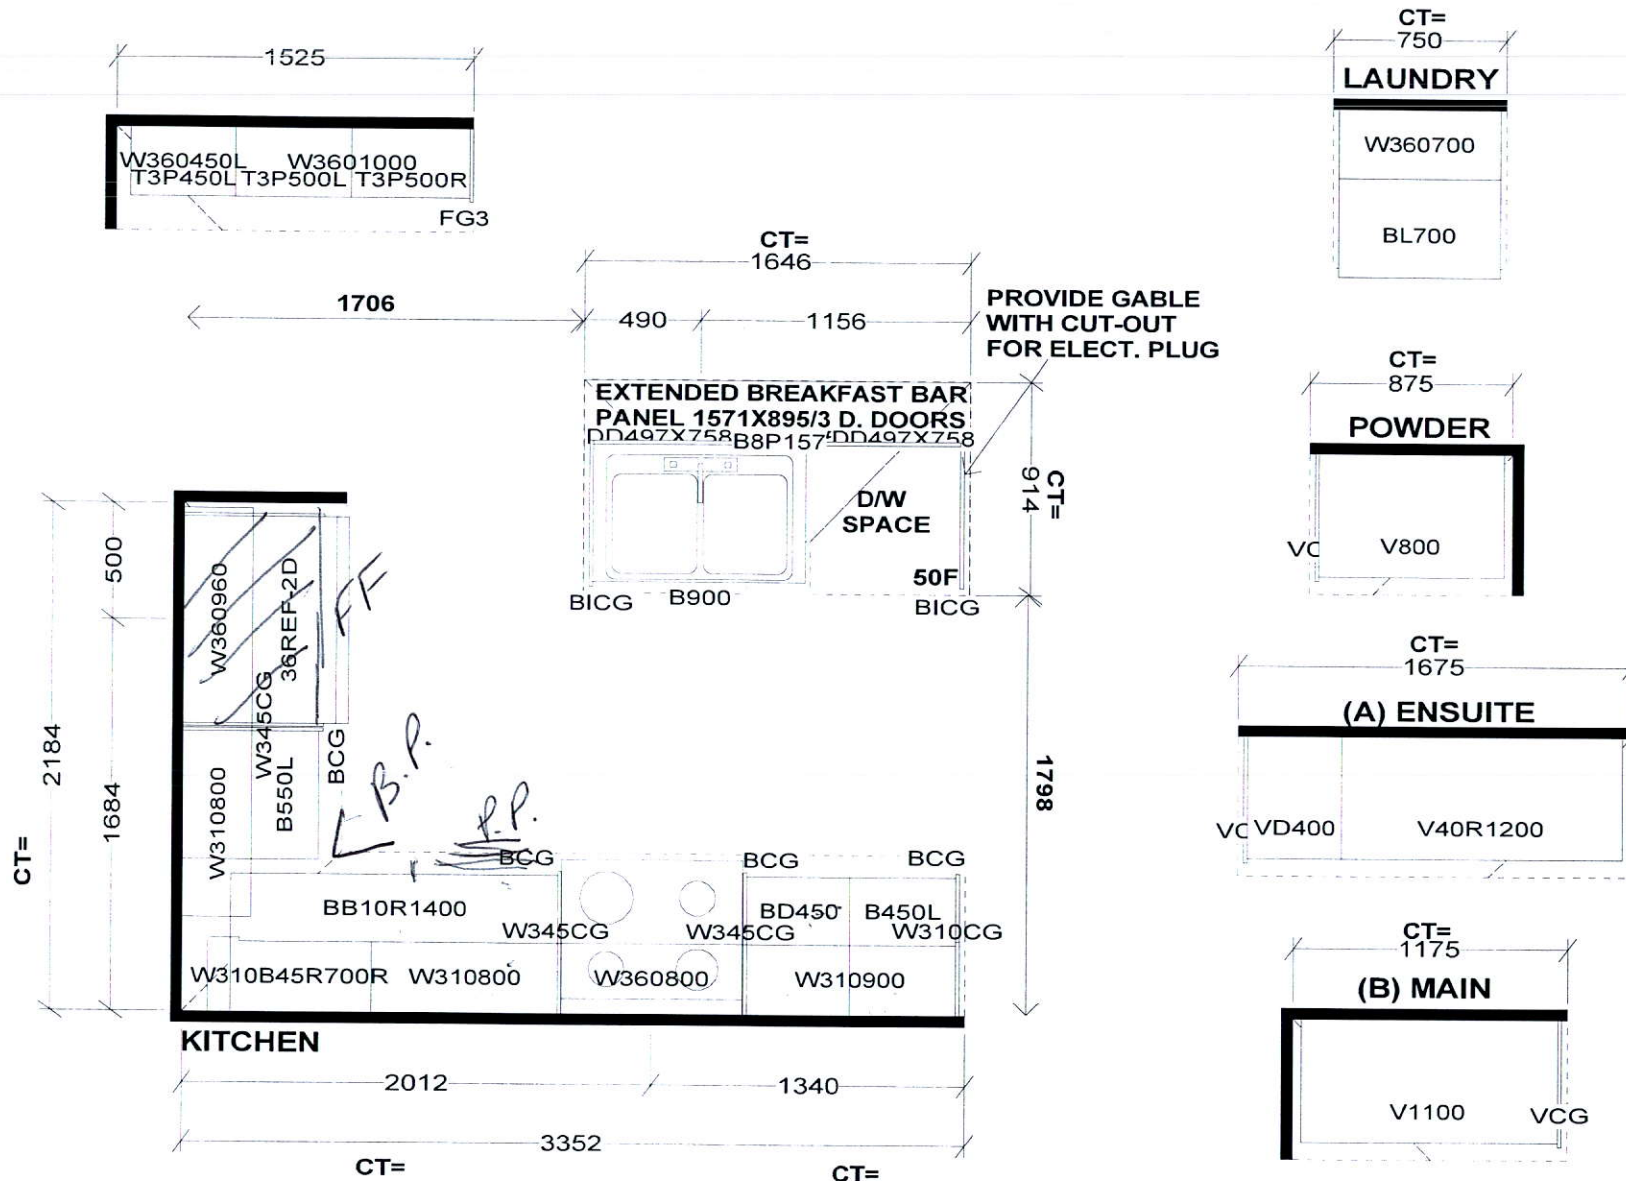 1525
W360450L
W3601000
T3P450L
T3P500L
T3P500R
FG3
CT=
750
LAUNDRY
W360700
BL700
CT=
1646
1706
490
1156
PROVIDE GABLE
WITH CUT-OUT
FOR ELECT. PLUG
EXTENDED BREAKFAST BAR
PANEL 1571X895/3 D. DOORS
DD497X758
B8P157
DD497X758
D/W
SPACE
50F
BICG
B900
BICG
914
CT=
1798
CT=
875
POWDER
VC
V800
CT=
1675
(A) ENSUITE
VC
VD400
V40R1200
CT=
1175
(B) MAIN
V1100
VCG
500
2184
1684
CT=
W360960
36REF-2D
FF
W345CG
BCG
B550L
W310800
B.P.
P.P.
BCG
BCG
BCG
BB10R1400
BD450
B450L
W345CG
W345CG
W310CG
W310B45R700R
W310800
W360800
W310900
KITCHEN
2012
1340
3352
CT=
CT=